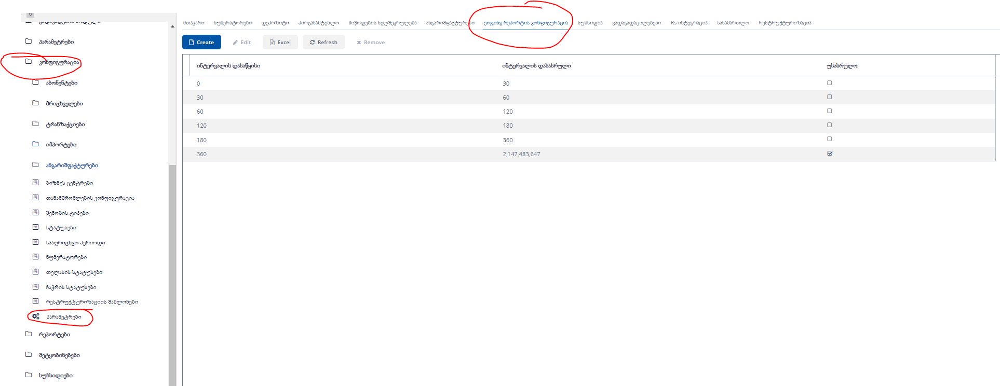 პარამეტრები
კონფიგურაცია
აბონენტები
მრიცხველები
ტრანზაქციები
იმპორტები
ანგარიშფაქტურები
ბიზნეს ცენტრები
თანამშრომლების კონფიგურაცია
შენობის ტიპები
სტატუსები
სააღრიცხვო პერიოდი
ნუმერატორები
თელასის სტატუსები
ჩაჭრის სტატუსები
რესტრუქტურიზაციის შაბლონები
პარამეტრები
რეპორტები
შეტყობინებები
სუბსიდიები
მთავარი ნუმერატორები დეპოზიტი პირგასამტეხლო მიწოდების ხელშეკრულება ანგარიშფაქტურები ეიჯინგ რეპორტის კონფიგურაცია სუბსიდია გადაგადაცილებები Rs ინტეგრაცია სასამართლო რესტრუქტურიზაცია
Create Edit Excel Refresh Remove
ინტერვალის დასაწყისი ინტერვალის დასასრული უსასრულო
0 30
30 60
60 120
120 180
180 360
360 2,147,483,647